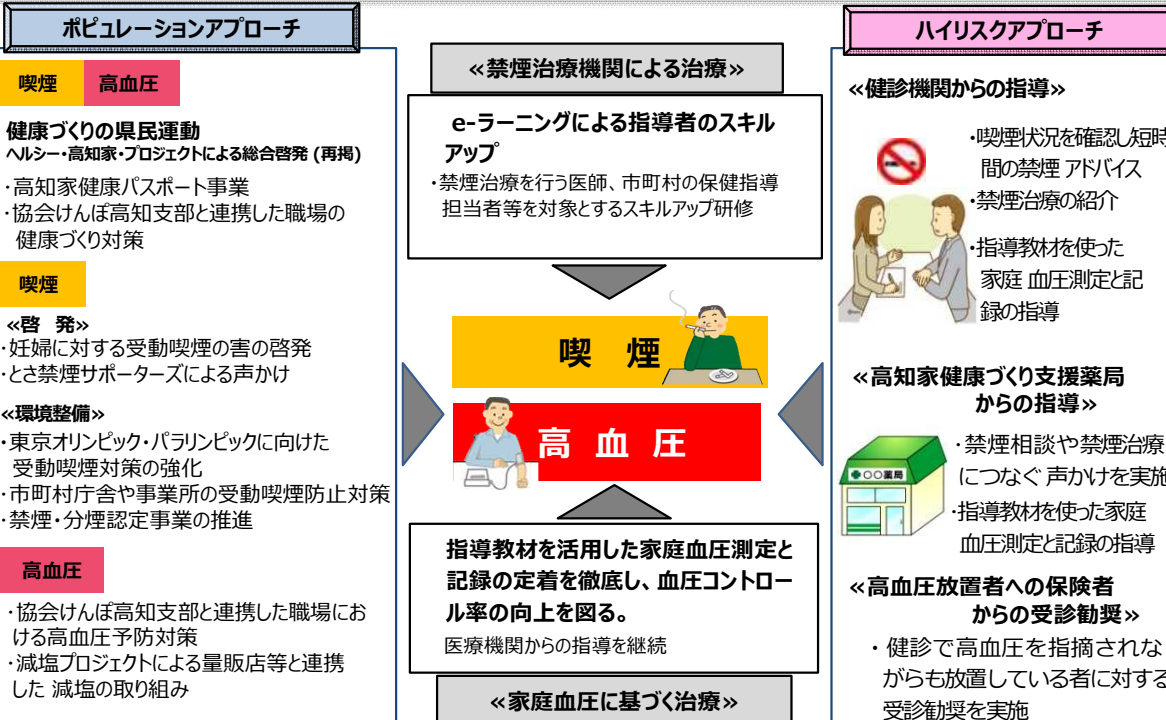 ポピュレーションアプローチ
喫煙
高血圧
健康づくりの県民運動
ヘルシー・高知家・プロジェクトによる総合啓発 (再掲)
・高知家健康パスポート事業
・協会けんぽ高知支部と連携した職場の
健康づくり対策
喫煙
≪啓 発≫
・妊婦に対する受動喫煙の害の啓発
・とさ禁煙サポーターズによる声かけ
≪環境整備≫
・東京オリンピック・パラリンピックに向けた
受動喫煙対策の強化
・市町村庁舎や事業所の受動喫煙防止対策
・禁煙・分煙認定事業の推進
高血圧
・協会けんぽ高知支部と連携した職場にお
ける高血圧予防対策
・減塩プロジェクトによる量販店等と連携
した 減塩の取り組み
≪禁煙治療機関による治療≫
e-ラーニングによる指導者のスキル
アップ
・禁煙治療を行う医師、市町村の保健指導
担当者等を対象とするスキルアップ研修
喫 煙
高 血 圧
指導教材を活用した家庭血圧測定と
記録の定着を徹底し、血圧コントロー
ル率の向上を図る。
医療機関からの指導を継続
≪家庭血圧に基づく治療≫
ハイリスクアプローチ
≪健診機関からの指導≫
・喫煙状況を確認し短時
間の禁煙 アドバイス
・禁煙治療の紹介
・指導教材を使った
家庭 血圧測定と記
録の指導
≪高知家健康づくり支援薬局
からの指導≫
○○薬局
・禁煙相談や禁煙治療
につなぐ 声かけを実施
・指導教材を使った家庭
血圧測定と記録の指導
≪高血圧放置者への保険者
からの受診勧奨≫
・健診で高血圧を指摘されな
がらも放置している者に対する
受診勧奨を実施